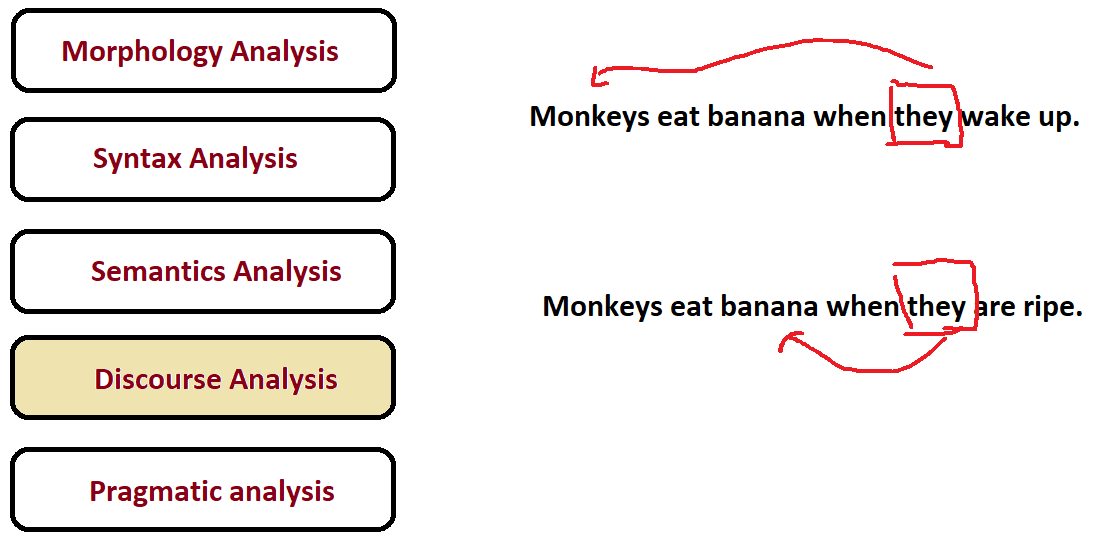 Morphology Analysis
Syntax Analysis
Semantics Analysis
Discourse Analysis
Pragmatic analysis
Monkeys eat banana when they wake up.
Monkeys eat banana when they are ripe.